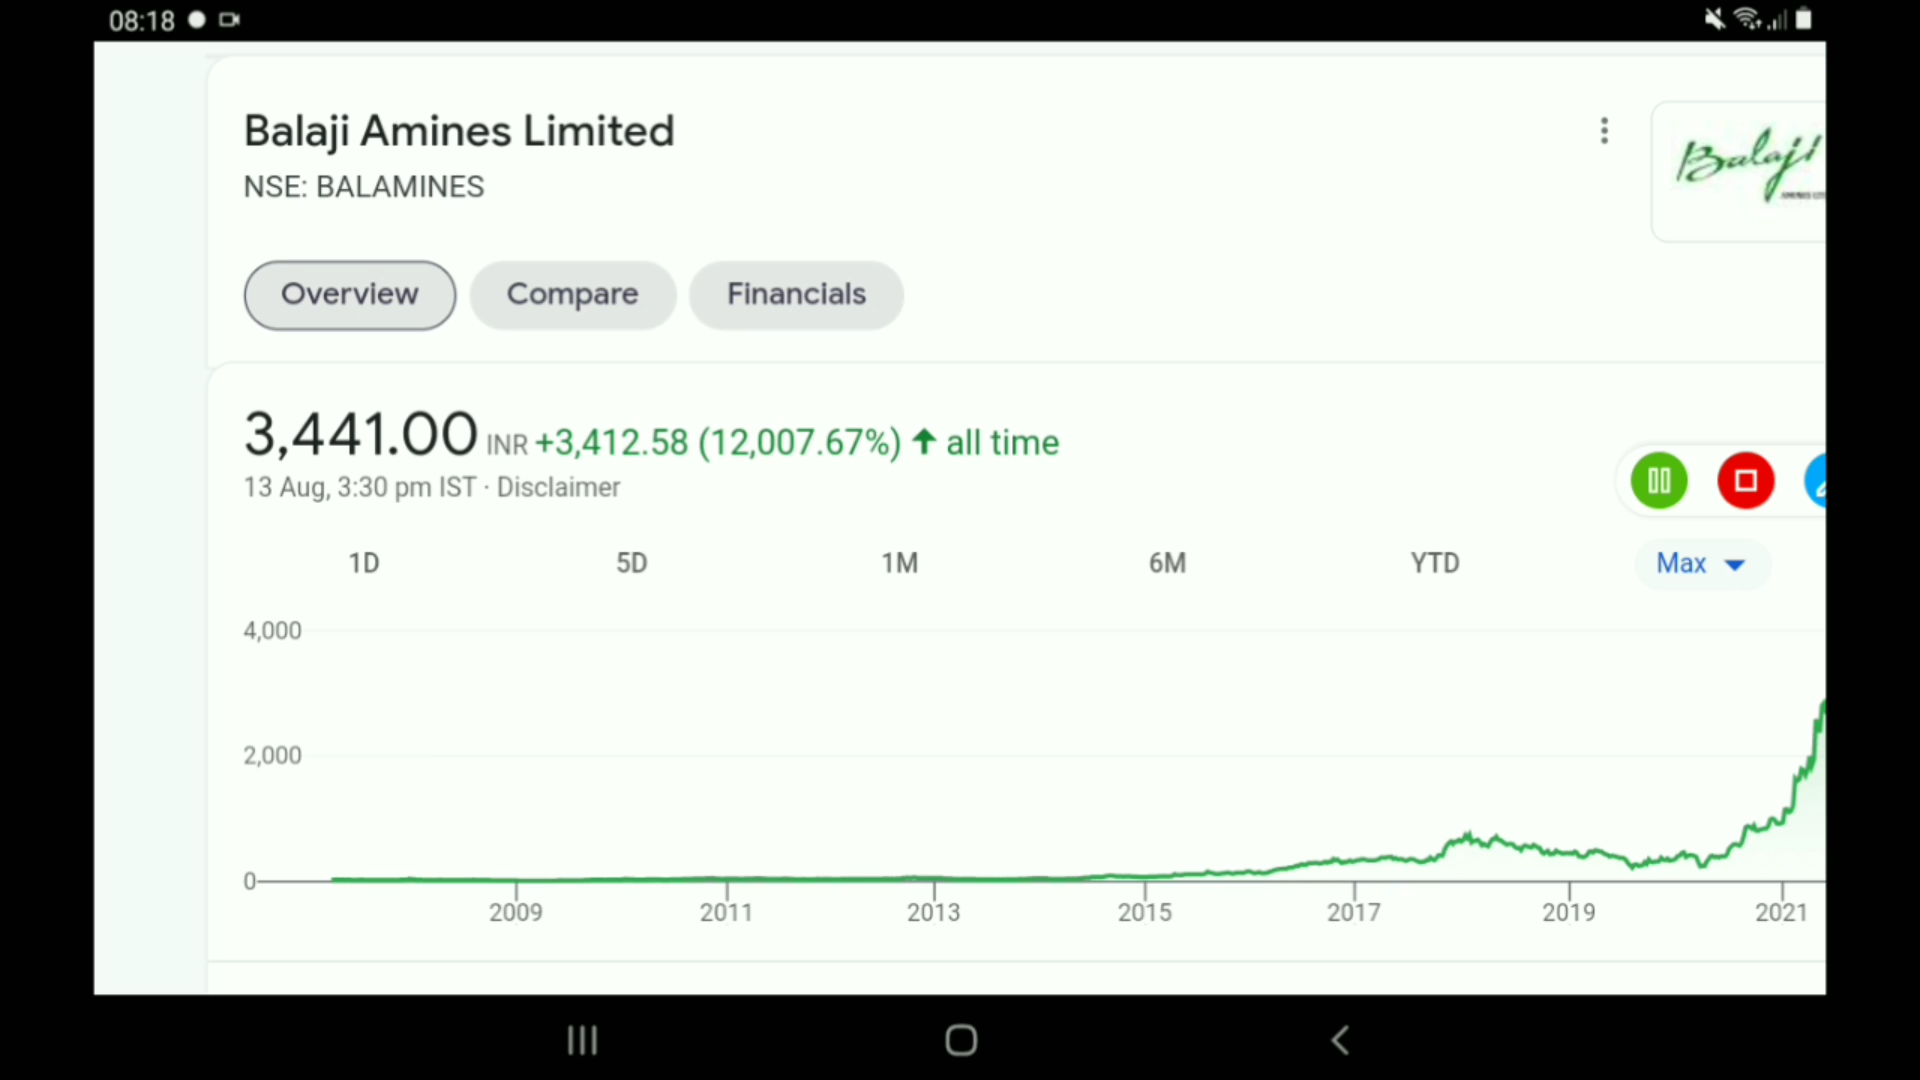 08:18
Balaji Amines Limited
NSE: BALAMINES
Balaji
Overview Compare Financials
3,441.00 INR +3,412.58 (12,007.67%) ↑ all time
13 Aug, 3:30 pm IST · Disclaimer
1D 5D 1M 6M YTD Max
4,000
2,000
0
2009 2011 2013 2015 2017 2019 2021